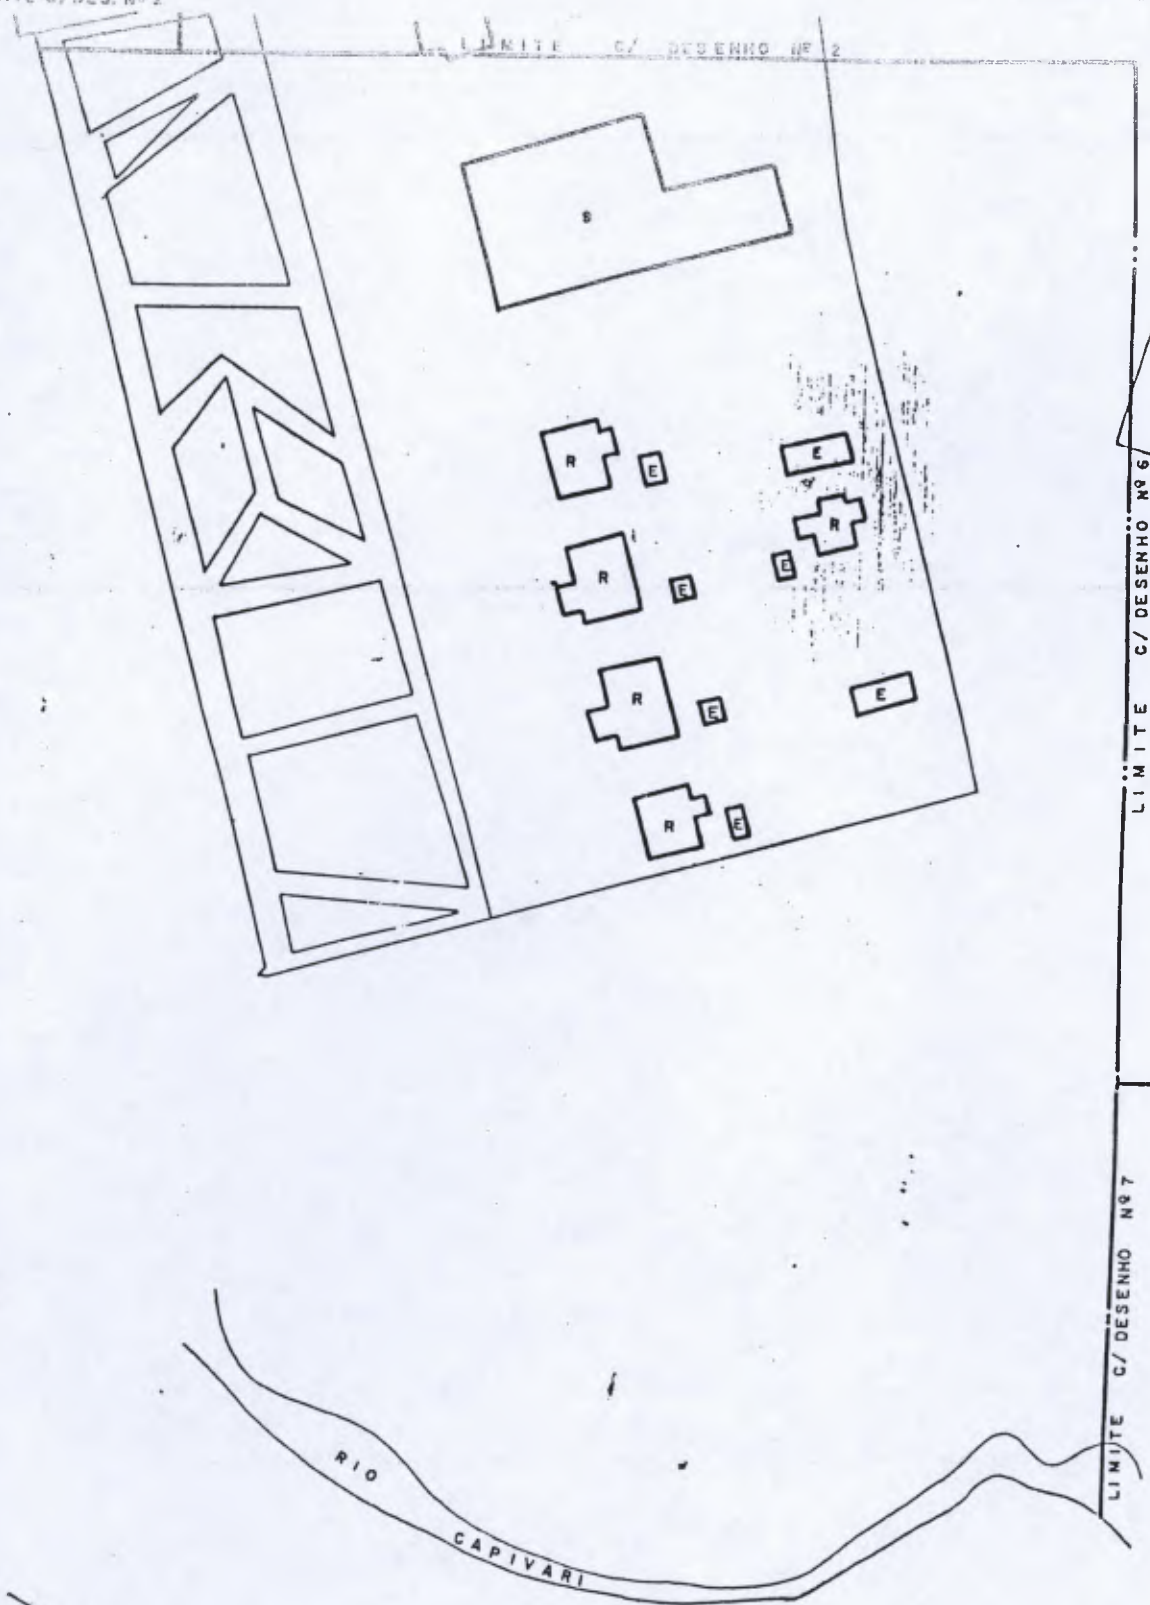 LIMITE C/ DESENHO Nº 2
S
R
E
E
R
R
E
E
R
E
E
R
E
LIMITE C/ DESENHO Nº 6
LIMITE C/ DESENHO Nº 7
RIO
CAPIVARI